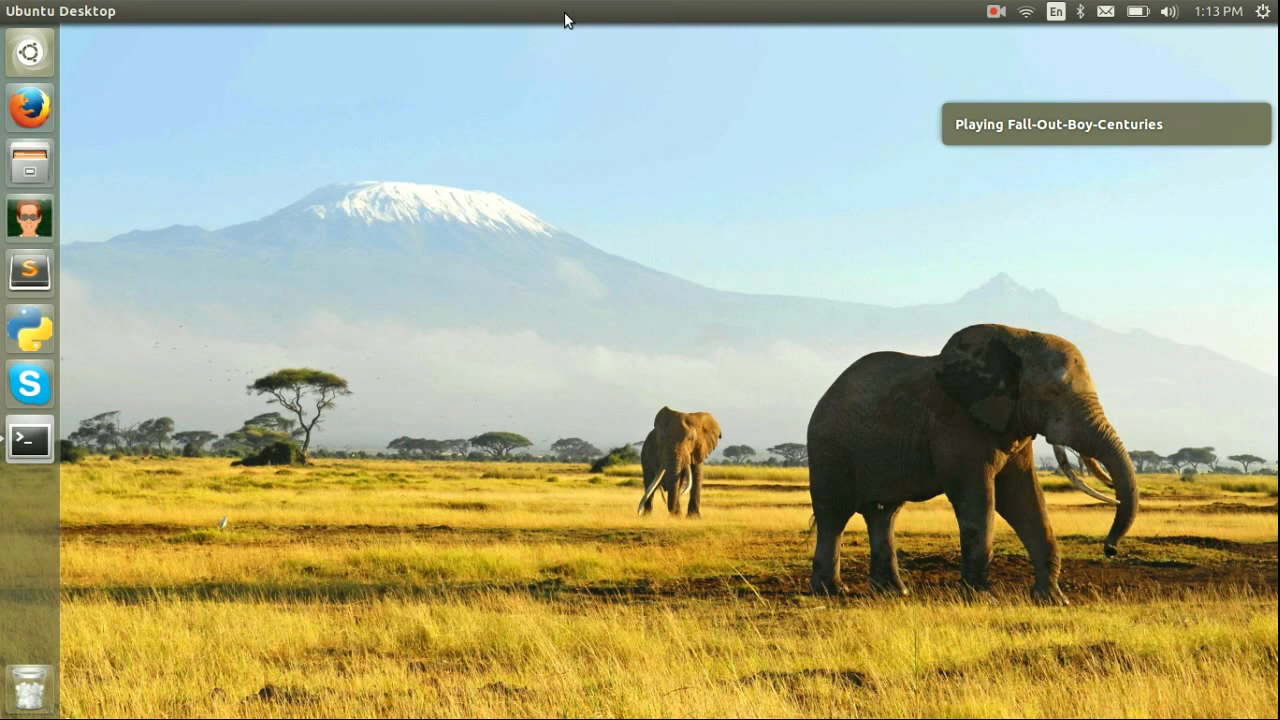 Ubuntu Desktop
En
1:13 PM
Playing Fall-Out-Boy-Centuries
S
S
>_